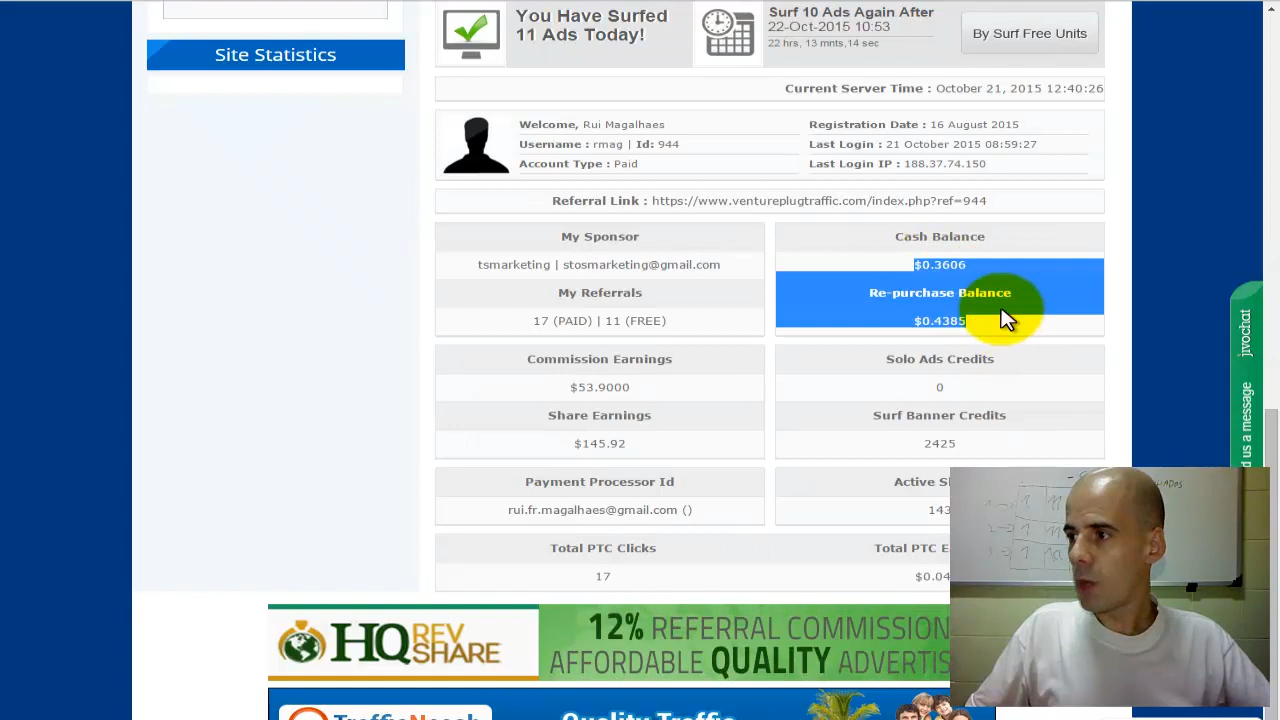 You Have Surfed
11 Ads Today!
Surf 10 Ads Again After
22-Oct-2015 10:53
22 hrs, 13 mnts,14 sec
By Surf Free Units
Site Statistics
Current Server Time : October 21, 2015 12:40:26
Welcome, Rui Magalhaes
Registration Date : 16 August 2015
Username : rmag | Id: 944
Last Login : 21 October 2015 08:59:27
Account Type : Paid
Last Login IP : 188.37.74.150
Referral Link : https://www.ventureplugtraffic.com/index.php?ref=944
My Sponsor
Cash Balance
tsmarketing | stosmarketing@gmail.com
$0.3606
My Referrals
Re-purchase Balance
17 (PAID) | 11 (FREE)
$0.4385
Commission Earnings
Solo Ads Credits
$53.9000
0
Share Earnings
Surf Banner Credits
$145.92
2425
Payment Processor Id
Active
rui.fr.magalhaes@gmail.com ()
143
Total PTC Clicks
Total PTC E
17
$0.04
jivochat
d us a message
HQ REV SHARE
12% REFERRAL COMMISSION
AFFORDABLE QUALITY ADVERTIS
Quality Traffic